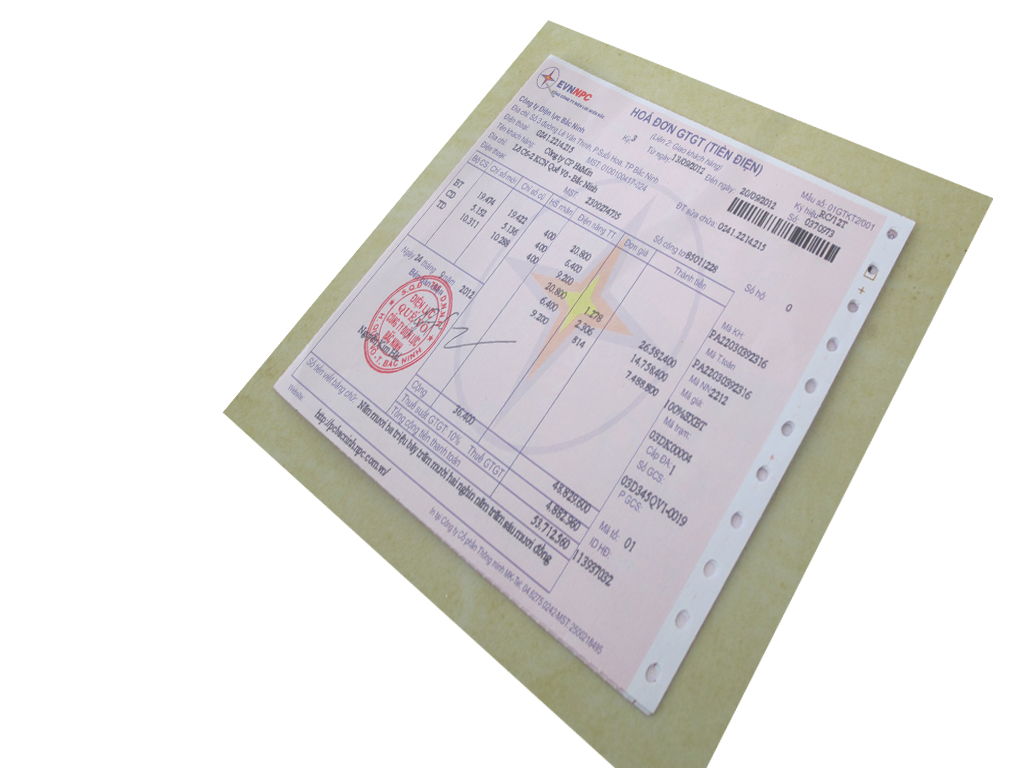 EVNNPC
TỔNG CÔNG TY ĐIỆN LỰC MIỀN BẮC
HOÁ ĐƠN GTGT (TIỀN ĐIỆN)
(Liên 2: Giao khách hàng)
Kỳ: 3 Từ ngày: 13/09/2012 Đến ngày: 20/09/2012
Mẫu số: 01GTKT2/001
Ký hiệu: RC/12T
Số: 0370973
Công ty Điện lực Bắc Ninh
Địa chỉ: Số 3 đường Lê Văn Thịnh, P.Suối Hoa, TP Bắc Ninh
Điện thoại: 0241.2214.215 MST: 0100100417-024 ĐT sửa chữa: 0241.2214.215
Tên khách hàng: Công ty CP HaMin
Địa chỉ: Lô C6-2 KCN Quế Võ - Bắc Ninh
Điện thoại: MST: 2300274735 Số công tơ: 85011228 Số hộ: 0
Bộ CS Chỉ số mới Chỉ số cũ HS nhân Điện năng TT Đơn giá Thành tiền
BT 19.474 19.422 400 20.800
CD 5.152 5.136 400 6.400
TD 10.311 10.288 400 9.200
20.800 1.278 26.582.400
6.400 2.306 14.758.400
9.200 814 7.488.800
Mã KH:
PA22030392316
Mã T.toán
PA22030392316
Mã NN: 2212
Mã giá:
100%SXBT
Mã trạm:
03DK00004
Cấp ĐA: 1
Số GCS:
03D345QV1-0019
P GCS:
Mã tổ: 01
ID HĐ:
113937032
Ngày 24 tháng 9 năm 2012
Bên bán điện
ĐIỆN LỰC
QUẾ VÕ
CÔNG TY ĐIỆN LỰC
BẮC NINH
Cộng 36.400 48.829.600
Thuế suất GTGT 10% Thuế GTGT 4.882.960
Tổng cộng tiền thanh toán 53.712.560
Số tiền viết bằng chữ: Năm mươi ba triệu bảy trăm mười hai nghìn năm trăm sáu mươi đồng
Website: http://pcbacninh.npc.com.vn/
In tại Công ty Cổ phần Thông minh MK-Tel: 04.6275 0242-MST: 2500218495